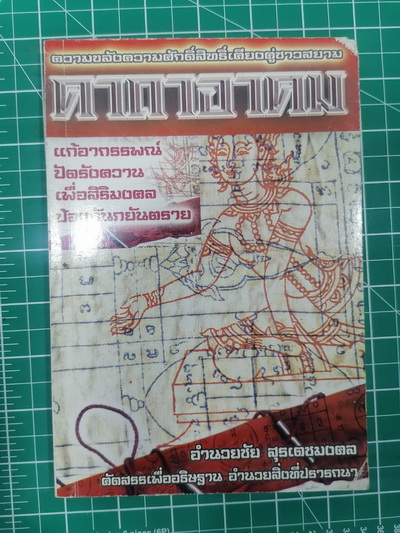 ความขลังความศักดิ์สิทธิ์เคียงคู่ชาวสยาม
คาถาอาคม
แก้อาถรรพณ์
ปัดรังควาน
เพื่อสิริมงคล
ป้องกันภยันตราย
อำนวยชัย สุรเดชมงคล
คัดสรรเพื่ออธิษฐาน อำนวยสิ่งที่ปรารถนา